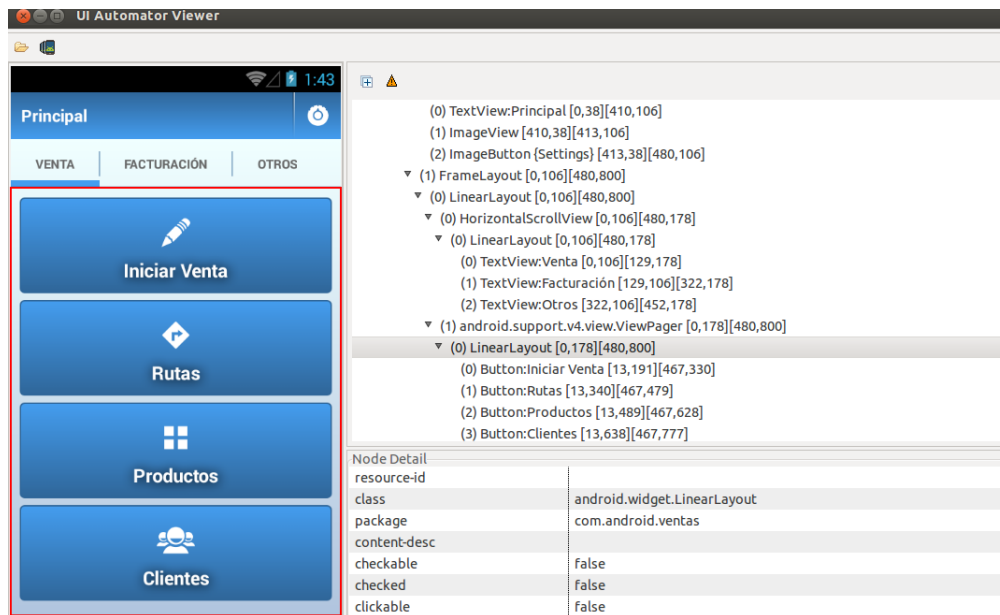 UI Automator Viewer
1:43
Principal
VENTA FACTURACIÓN OTROS
Iniciar Venta
Rutas
Productos
Clientes
(0) TextView:Principal [0,38][410,106]
(1) ImageView [410,38][413,106]
(2) ImageButton {Settings} [413,38][480,106]
(1) FrameLayout [0,106][480,800]
(0) LinearLayout [0,106][480,800]
(0) HorizontalScrollView [0,106][480,178]
(0) LinearLayout [0,106][480,178]
(0) TextView:Venta [0,106][129,178]
(1) TextView:Facturación [129,106][322,178]
(2) TextView:Otros [322,106][452,178]
(1) android.support.v4.view.ViewPager [0,178][480,800]
(0) LinearLayout [0,178][480,800]
(0) Button:Iniciar Venta [13,191][467,330]
(1) Button:Rutas [13,340][467,479]
(2) Button:Productos [13,489][467,628]
(3) Button:Clientes [13,638][467,777]
Node Detail
resource-id
class android.widget.LinearLayout
package com.android.ventas
content-desc
checkable false
checked false
clickable false